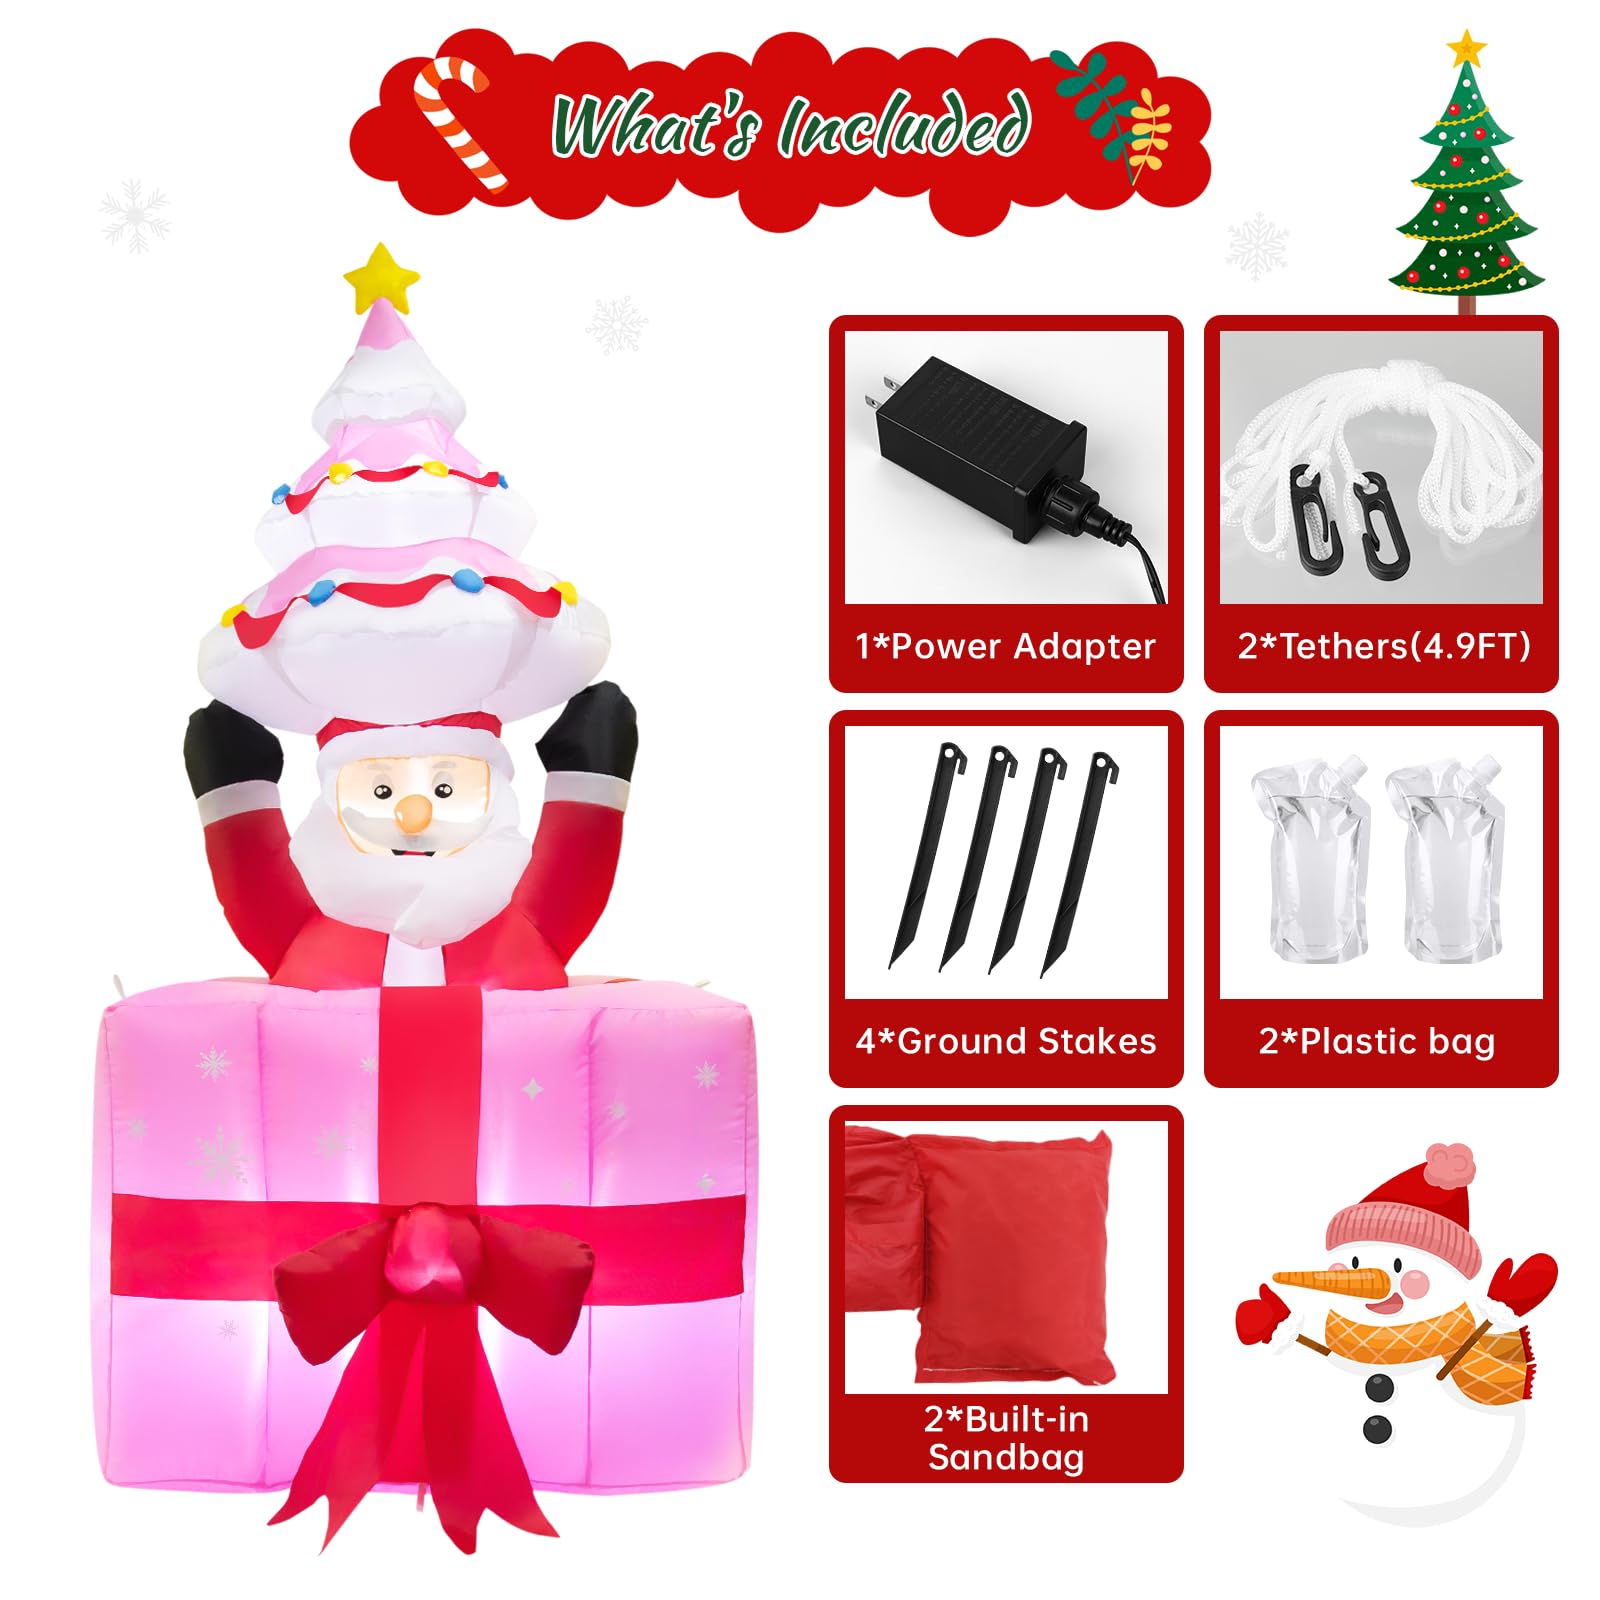 What's Included
1*Power Adapter
2*Tethers(4.9FT)
4*Ground Stakes
2*Plastic bag
2*Built-in
Sandbag